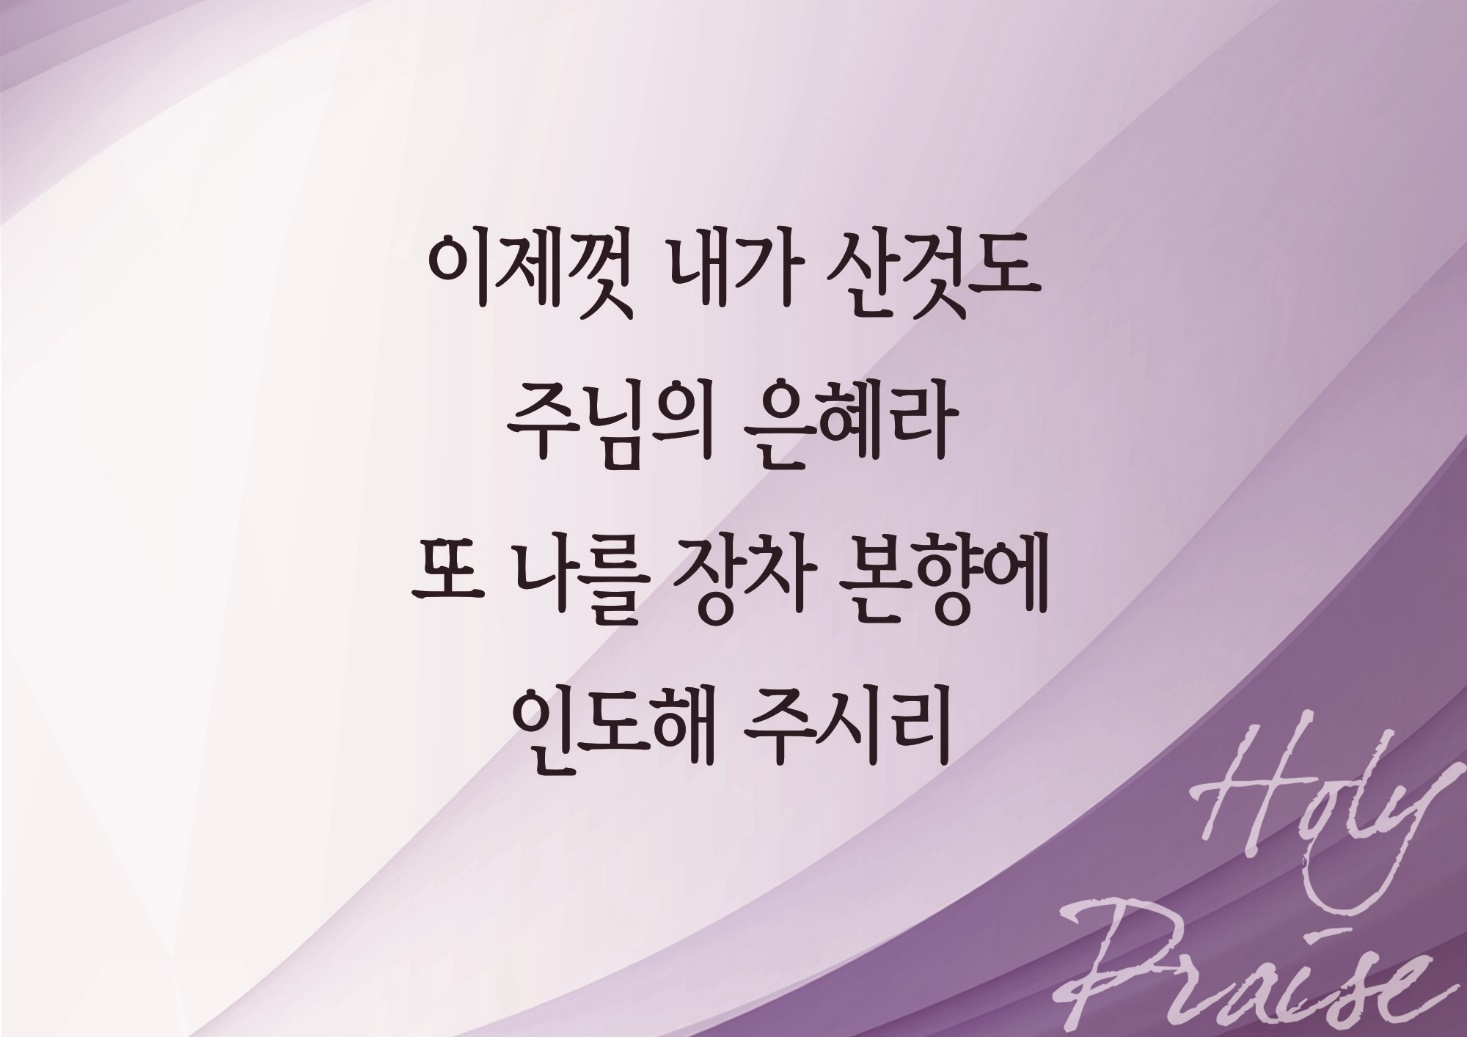 이제껏 내가 산것도
주님의 은혜라
또 나를 장차 본향에
인도해 주시리
Holy
Praise